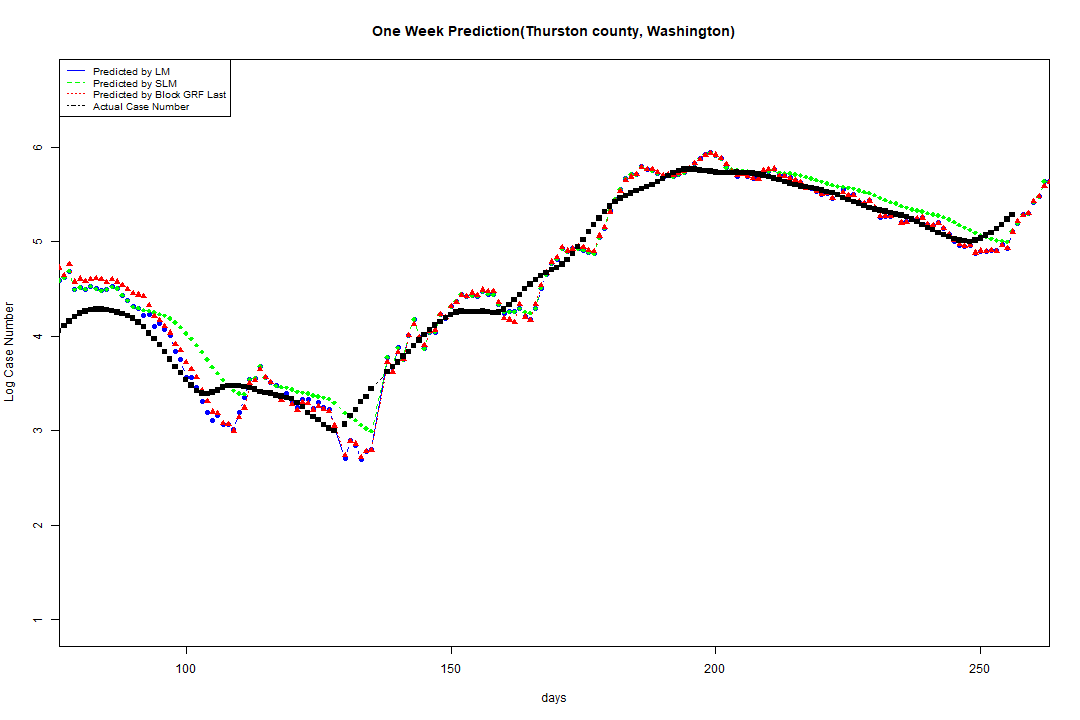 One Week Prediction(Thurston county, Washington)
Predicted by LM
Predicted by SLM
Predicted by Block GRF Last
Actual Case Number
Log Case Number
6
5
4
3
2
1
100 150 200 250
days